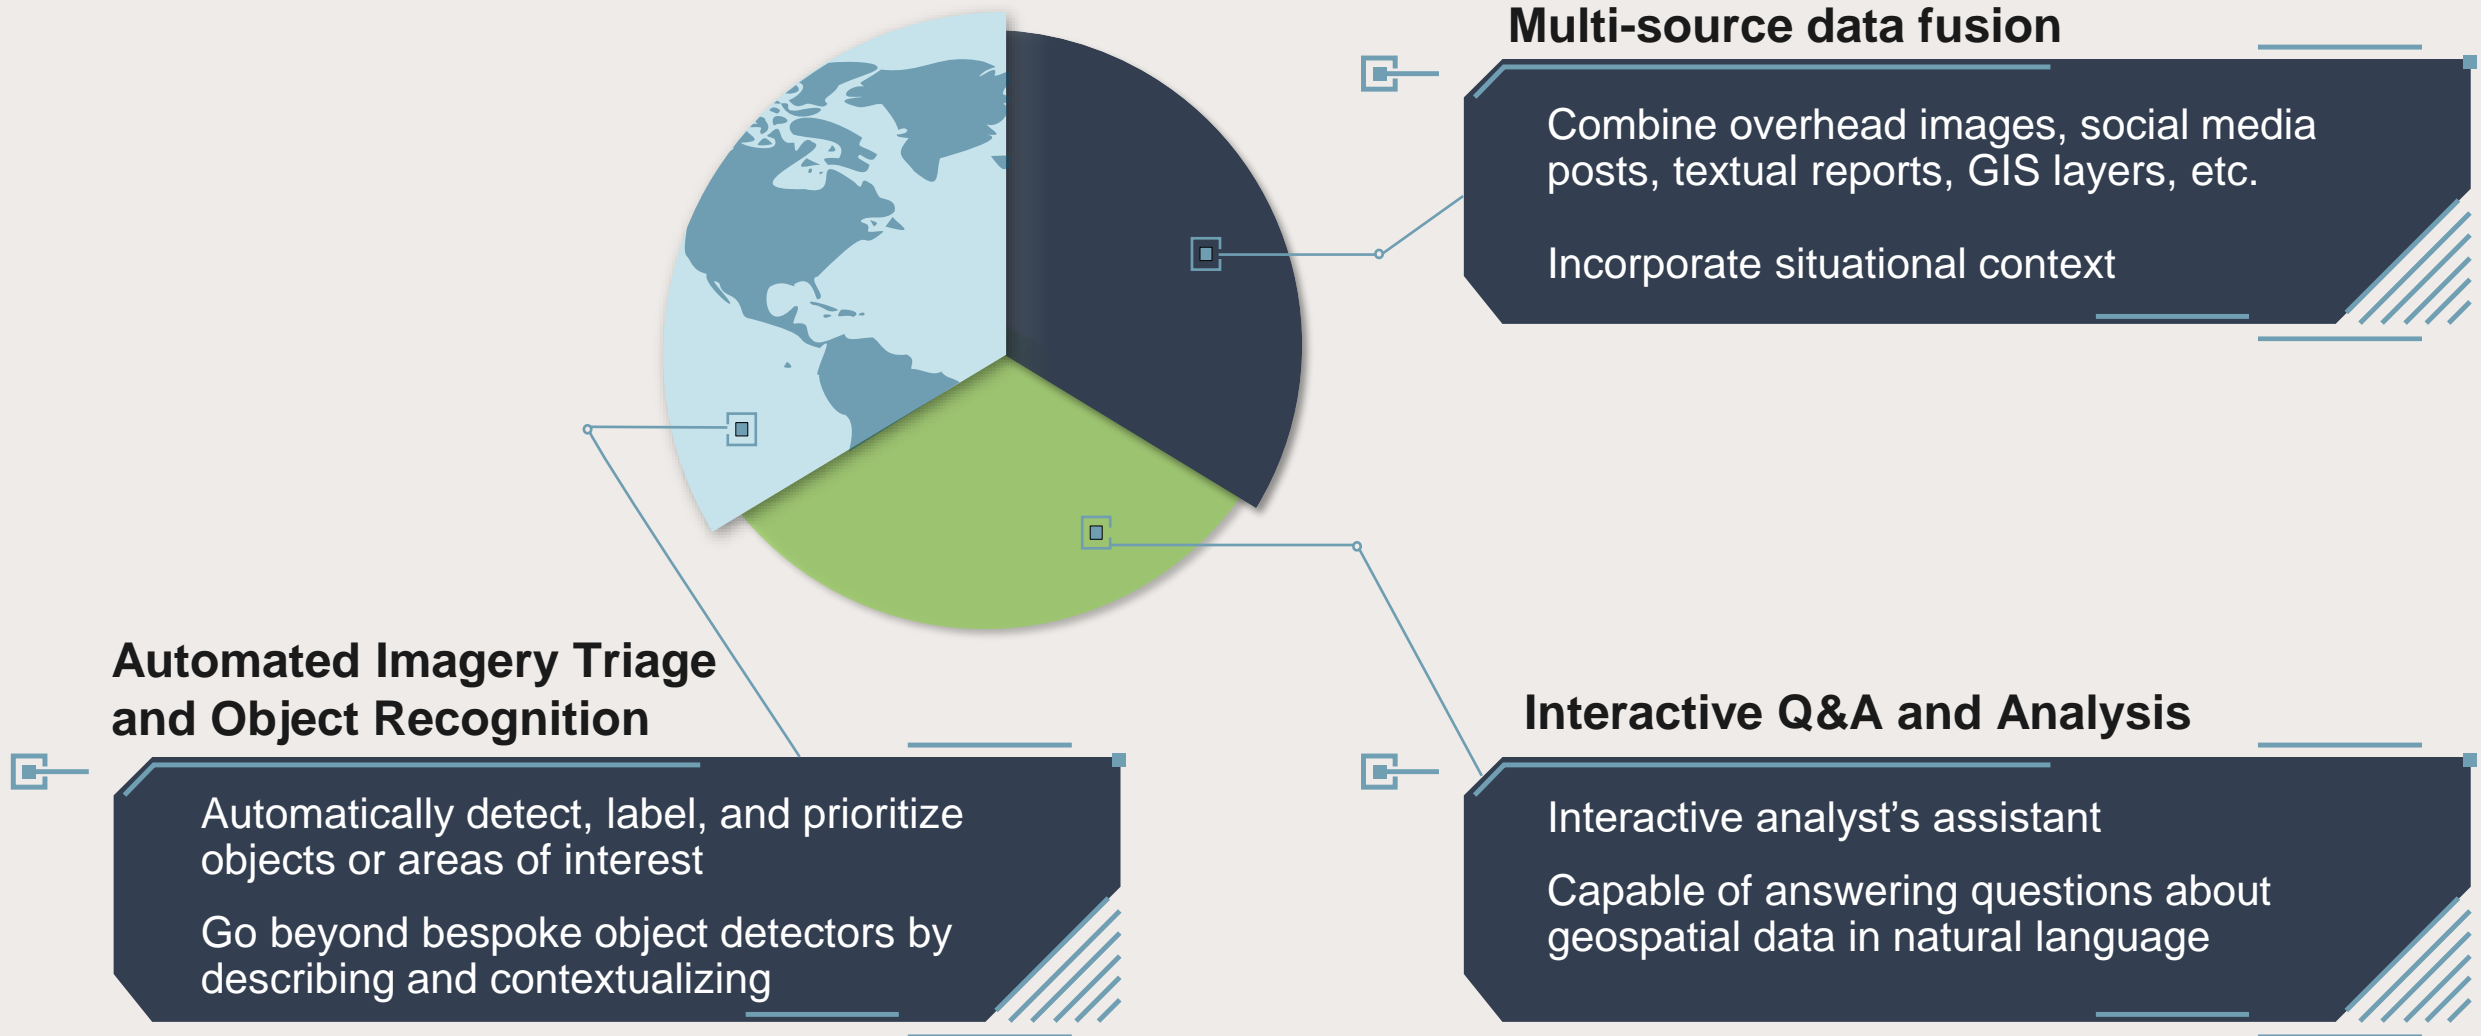 Multi-source data fusion
Combine overhead images, social media
posts, textual reports, GIS layers, etc.
Incorporate situational context
Automated Imagery Triage
and Object Recognition
Automatically detect, label, and prioritize
objects or areas of interest
Go beyond bespoke object detectors by
describing and contextualizing
Interactive Q&A and Analysis
Interactive analyst’s assistant
Capable of answering questions about
geospatial data in natural language